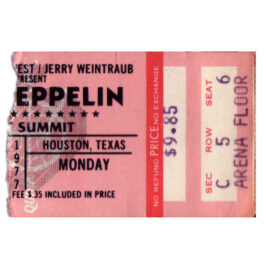 EST / JERRY WEINTRAUB
PRESENT
EPPELIN
★★★★★★★★
SUMMIT
HOUSTON, TEXAS
MONDAY
1
9
7
7
FEE $.35 INCLUDED IN PRICE
NO REFUND PRICE NO EXCHANGE
$9.85
SEC ROW SEAT
C 5 6
ARENA FLOOR